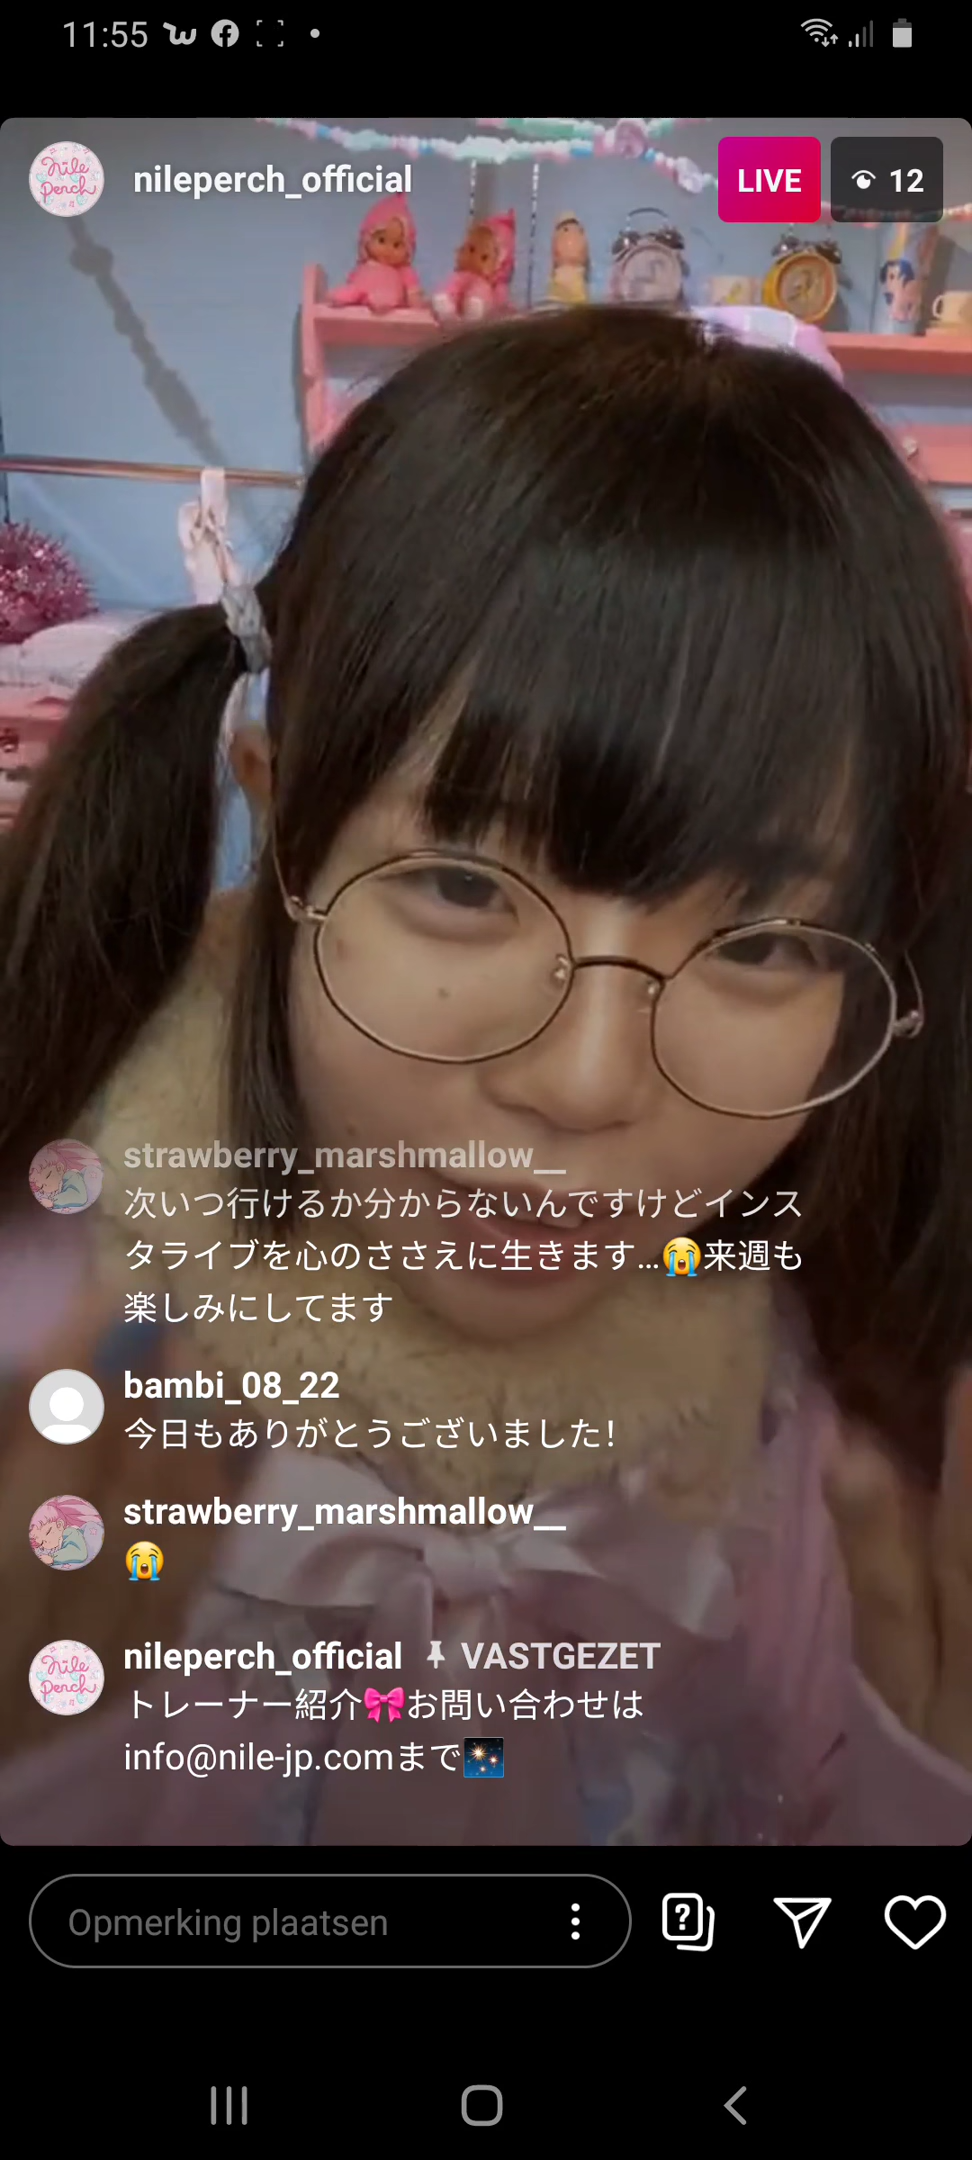 11:55
nileperch_official
LIVE
12
Nile
Perch
strawberry_marshmallow__
次いつ行けるか分からないんですけどインス
タライブを心のささえに生きます...😭来週も
楽しみにしてます
bambi_08_22
今日もありがとうございました!
strawberry_marshmallow__
😭
nileperch_official VASTGEZET
Nile
Perch
トレーナー紹介🎀お問い合わせは
info@nile-jp.comまで🎇
Opmerking plaatsen